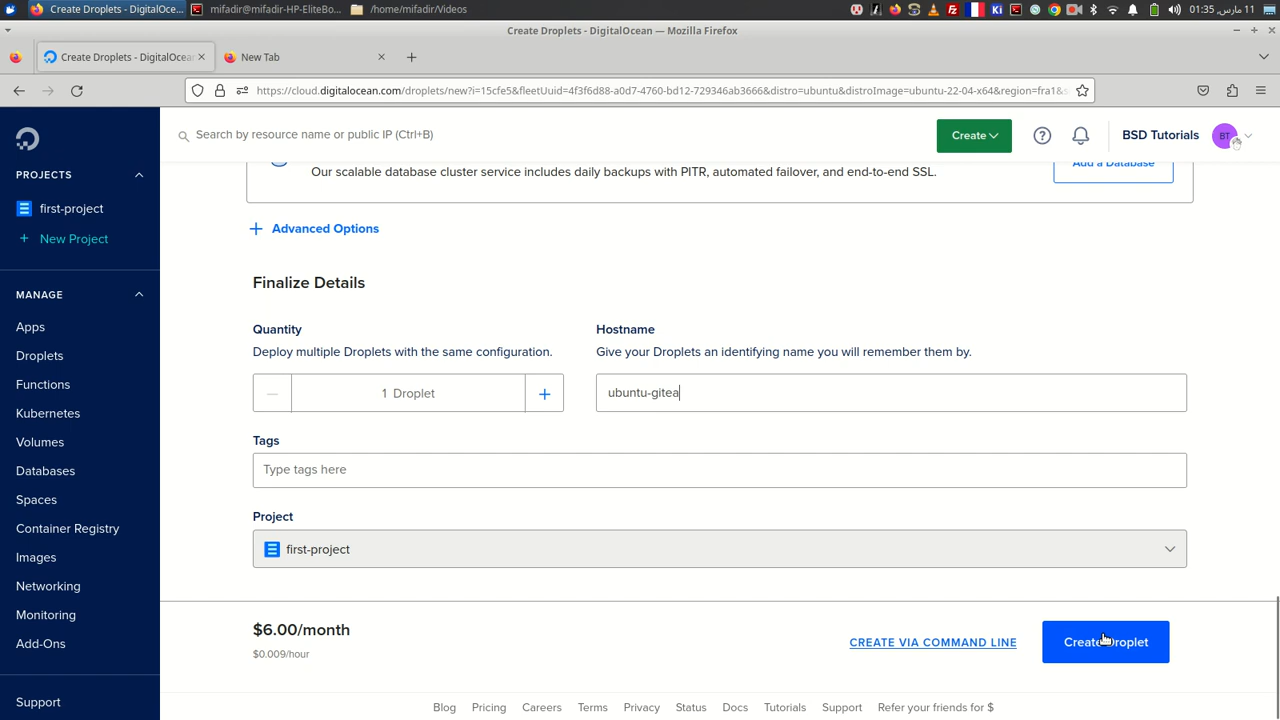 Create Droplets - DigitalOce...
mifadir@mifadir-HP-EliteBo...
/home/mifadir/Videos
Ki
11 مارس, 01:35
Create Droplets - DigitalOcean — Mozilla Firefox
Create Droplets - DigitalOcean
New Tab
https://cloud.digitalocean.com/droplets/new?i=15cfe5&fleetUuid=4f3f6d88-a0d7-4760-bd12-729346ab3666&distro=ubuntu&distroImage=ubuntu-22-04-x64&region=fra1&s
Search by resource name or public IP (Ctrl+B)
Create
BSD Tutorials
BT
PROJECTS
first-project
+ New Project
MANAGE
Apps
Droplets
Functions
Kubernetes
Volumes
Databases
Spaces
Container Registry
Images
Networking
Monitoring
Add-Ons
Support
Add a Database
Our scalable database cluster service includes daily backups with PITR, automated failover, and end-to-end SSL.
+ Advanced Options
Finalize Details
Quantity
Deploy multiple Droplets with the same configuration.
1 Droplet
Hostname
Give your Droplets an identifying name you will remember them by.
ubuntu-gitea
Tags
Type tags here
Project
first-project
$6.00/month
$0.009/hour
CREATE VIA COMMAND LINE
Create Droplet
Blog Pricing Careers Terms Privacy Status Docs Tutorials Support Refer your friends for $